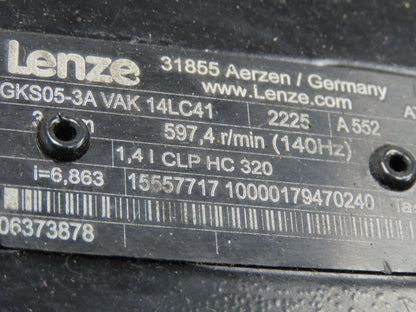 Lenze 31855 Aerzen / Germany
www.Lenze.com
GKS05-3A VAK 14LC41 2225 A 552
597,4 r/min (140Hz)
1,4 l CLP HC 320
i=6,863 15557717 10000179470240
06373878